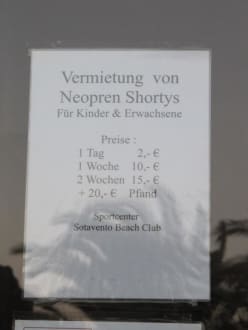 Vermietung von
Neopren Shortys
Für Kinder & Erwachsene
Preise :
1 Tag 2,- €
1 Woche 10,- €
2 Wochen 15,- €
+ 20,- € Pfand
Sportcenter
Sotavento Beach Club